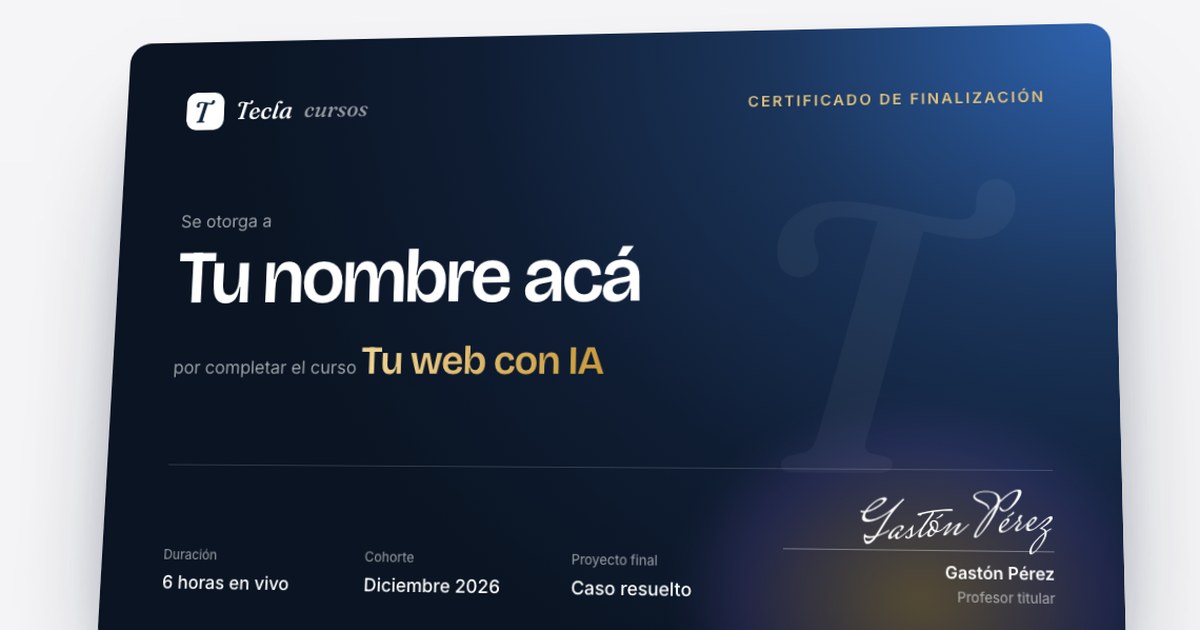 T Tecla cursos
CERTIFICADO DE FINALIZACIÓN
Se otorga a
Tu nombre acá
por completar el curso Tu web con IA
T
Gastón Pérez
Gastón Pérez
Profesor titular
Duración
6 horas en vivo
Cohorte
Diciembre 2026
Proyecto final
Caso resuelto